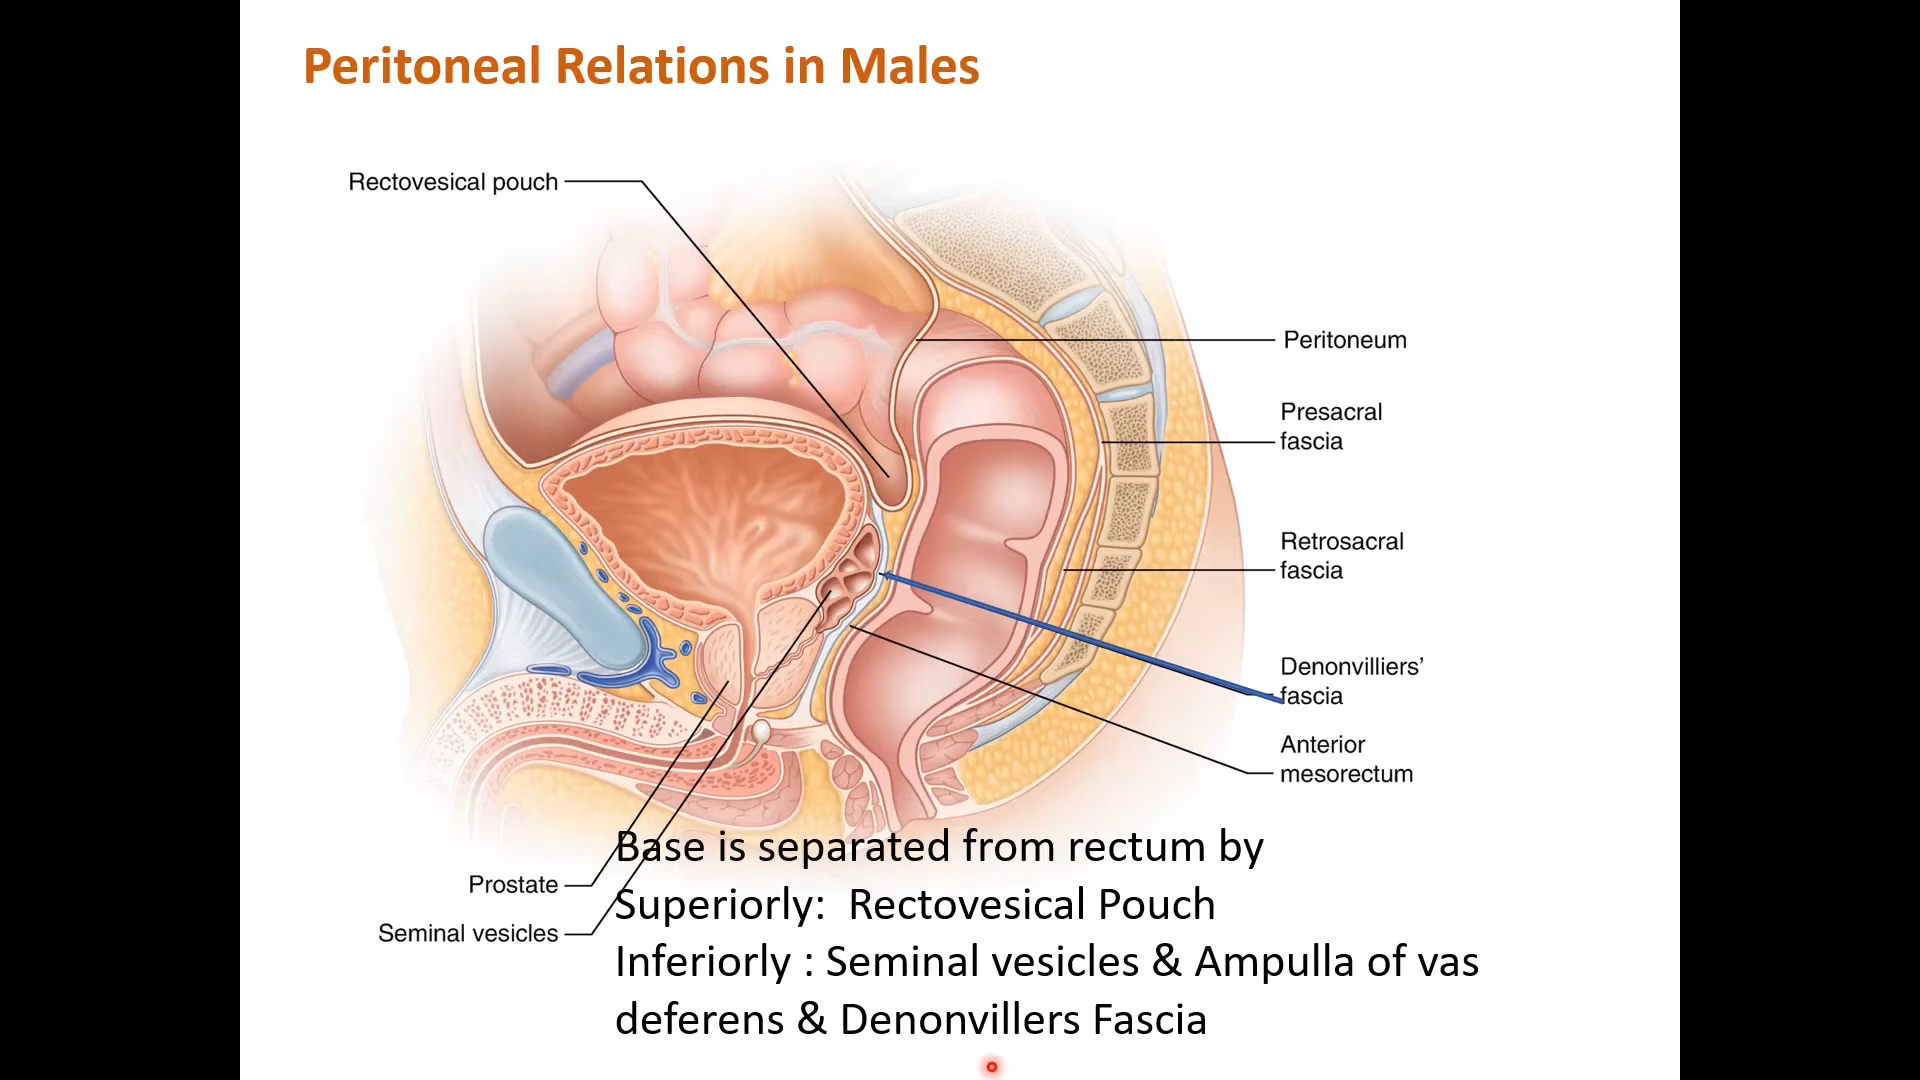 Peritoneal Relations in Males
Rectovesical pouch
Peritoneum
Presacral
fascia
Retrosacral
fascia
Denonvilliers’
fascia
Anterior
mesorectum
Prostate
Seminal vesicles
Base is separated from rectum by
Superiorly: Rectovesical Pouch
Inferiorly : Seminal vesicles & Ampulla of vas
deferens & Denonvillers Fascia